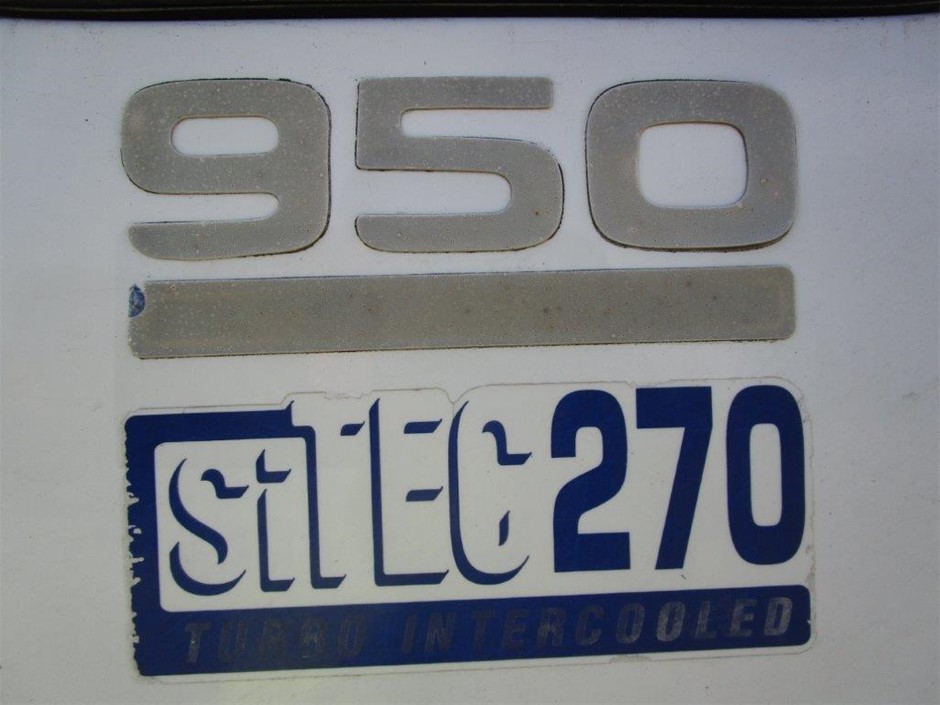 950
SiTEC 270
TURBO INTERCOOLED